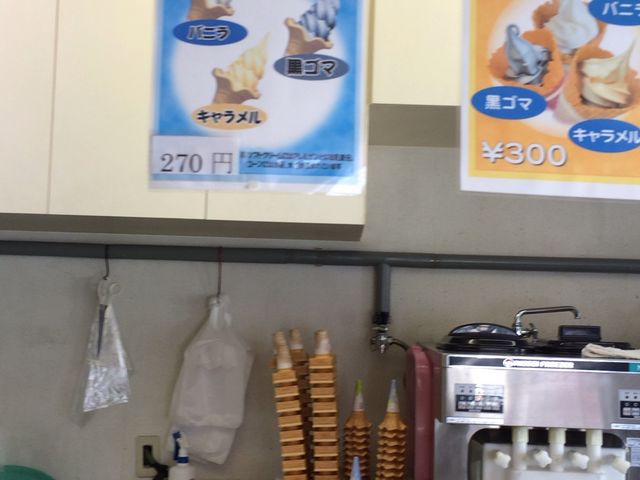 バニラ
黒ゴマ
キャラメル
270 円
バニ
黒ゴマ
キャラメル
¥300